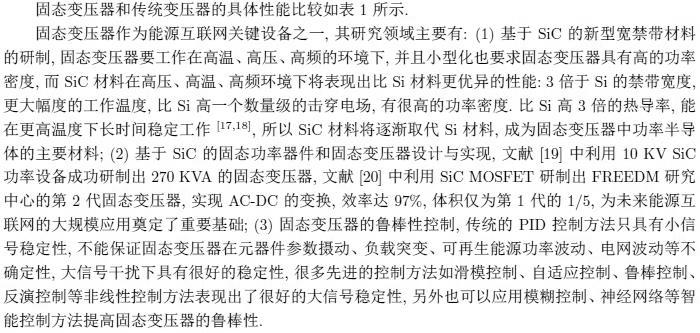 固态变压器和传统变压器的具体性能比较如表 1 所示.
固态变压器作为能源互联网关键设备之一, 其研究领域主要有: (1) 基于 SiC 的新型宽禁带材料
的研制, 固态变压器要工作在高温、高压、高频的环境下, 并且小型化也要求固态变压器具有高的功率
密度, 而 SiC 材料在高压、高温、高频环境下将表现出比 Si 材料更优异的性能: 3 倍于 Si 的禁带宽度,
更大幅度的工作温度, 比 Si 高一个数量级的击穿电场, 有很高的功率密度. 比 Si 高 3 倍的热导率, 能
在更高温度下长时间稳定工作 [17,18], 所以 SiC 材料将逐渐取代 Si 材料, 成为固态变压器中功率半导
体的主要材料; (2) 基于 SiC 的固态功率器件和固态变压器设计与实现, 文献 [19] 中利用 10 KV SiC
功率设备成功研制出 270 KVA 的固态变压器, 文献 [20] 中利用 SiC MOSFET 研制出 FREEDM 研究
中心的第 2 代固态变压器, 实现 AC-DC 的变换, 效率达 97%, 体积仅为第 1 代的 1/5, 为未来能源互
联网的大规模应用奠定了重要基础; (3) 固态变压器的鲁棒性控制, 传统的 PID 控制方法只具有小信
号稳定性, 不能保证固态变压器在元器件参数摄动、负载突变、可再生能源功率波动、电网波动等不
确定性, 大信号干扰下具有很好的稳定性, 很多先进的控制方法如滑模控制、自适应控制、鲁棒控制、
反演控制等非线性控制方法表现出了很好的大信号稳定性, 另外也可以应用模糊控制、神经网络等智
能控制方法提高固态变压器的鲁棒性.